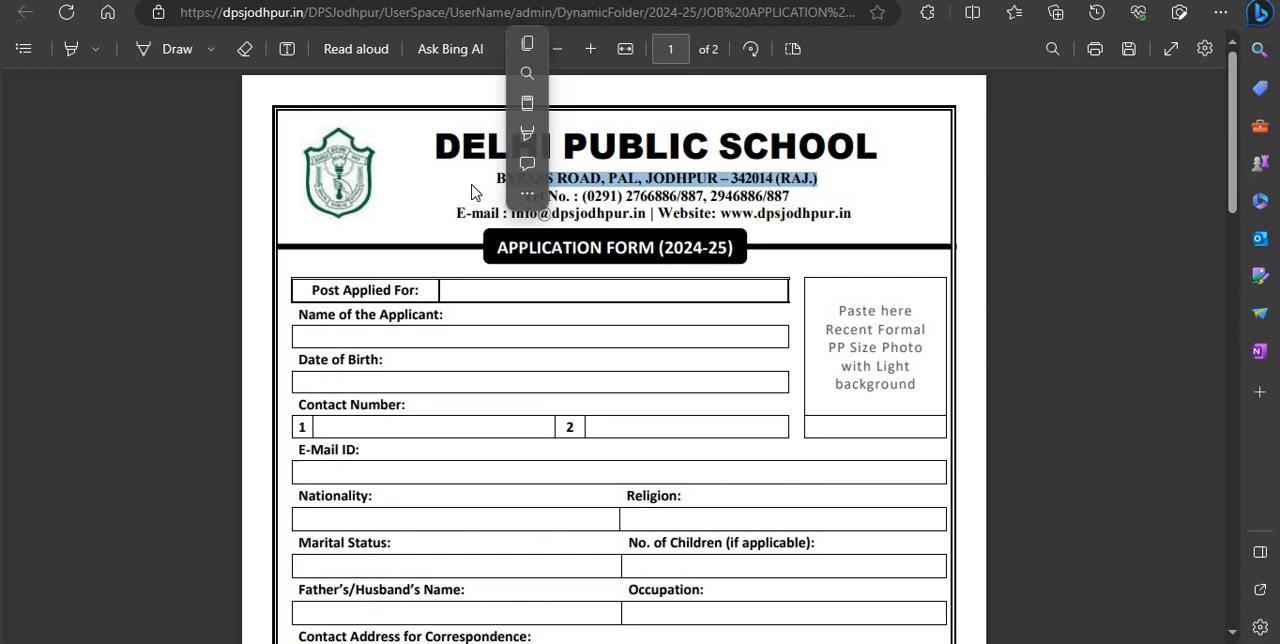 https://dpsjodhpur.in/DPSJodhpur/UserSpace/UserName/admin/DynamicFolder/2024-25/JOB%20APPLICATION%2...
Draw
Read aloud
Ask Bing AI
1 of 2
DELHI PUBLIC SCHOOL
BYPASS ROAD, PAL, JODHPUR – 342014 (RAJ.)
Tel No. : (0291) 2766886/887, 2946886/887
E-mail : info@dpsjodhpur.in | Website: www.dpsjodhpur.in
APPLICATION FORM (2024-25)
Post Applied For:
Name of the Applicant:
Date of Birth:
Contact Number:
1 2
Paste here
Recent Formal
PP Size Photo
with Light
background
E-Mail ID:
Nationality: Religion:
Marital Status: No. of Children (if applicable):
Father’s/Husband’s Name: Occupation:
Contact Address for Correspondence: